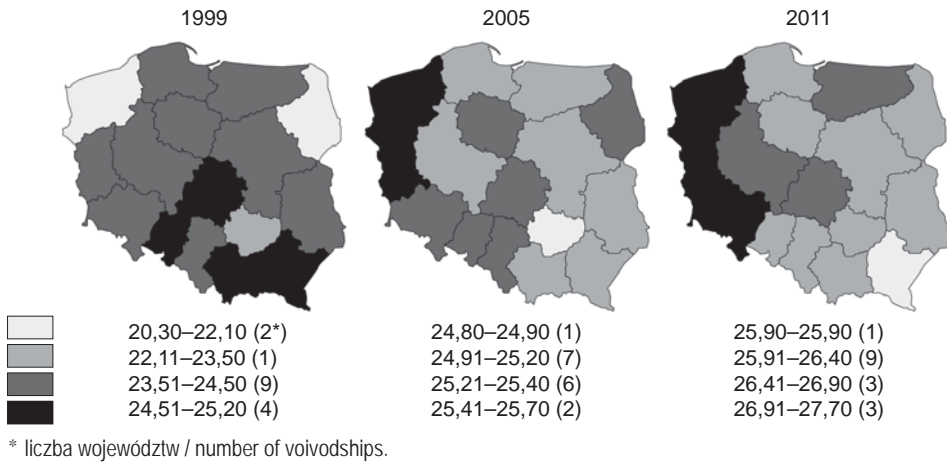 1999 2005 2011
20,30–22,10 (2*) 24,80–24,90 (1) 25,90–25,90 (1)
22,11–23,50 (1) 24,91–25,20 (7) 25,91–26,40 (9)
23,51–24,50 (9) 25,21–25,40 (6) 26,41–26,90 (3)
24,51–25,20 (4) 25,41–25,70 (2) 26,91–27,70 (3)
* liczba województw / number of voivodships.